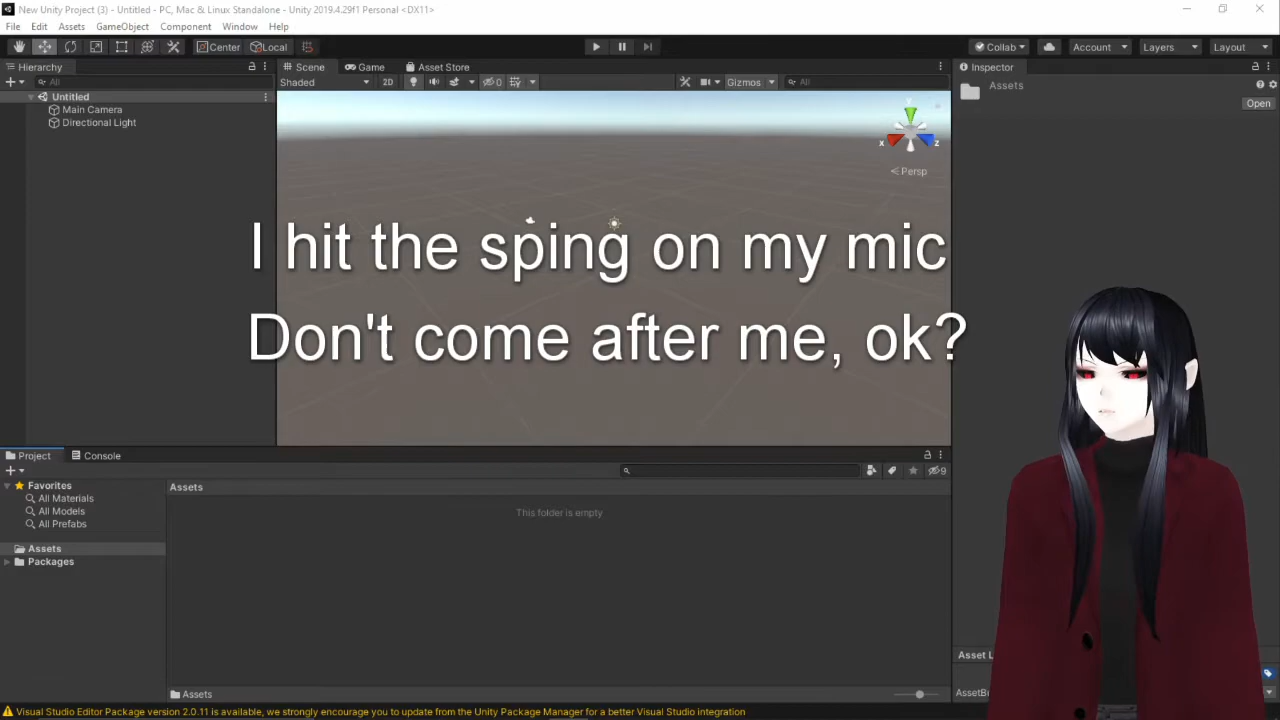 New Unity Project (3) - Untitled - PC, Mac & Linux Standalone - Unity 2019.4.29f1 Personal <DX11>
File Edit Assets GameObject Component Window Help
Center Local Collab Account Layers Layout
Hierarchy Scene Game Asset Store Inspector
All Shaded 2D 0 Gizmos All
Assets
Open
Untitled
Main Camera
Directional Light
Y
X Z
Persp
I hit the sping on my mic
Don't come after me, ok?
Project Console
9
Favorites
All Materials
All Models
All Prefabs
Assets
Packages
Assets
This folder is empty
Assets
Asset L
AssetBu
Visual Studio Editor Package version 2.0.11 is available, we strongly encourage you to update from the Unity Package Manager for a better Visual Studio integration